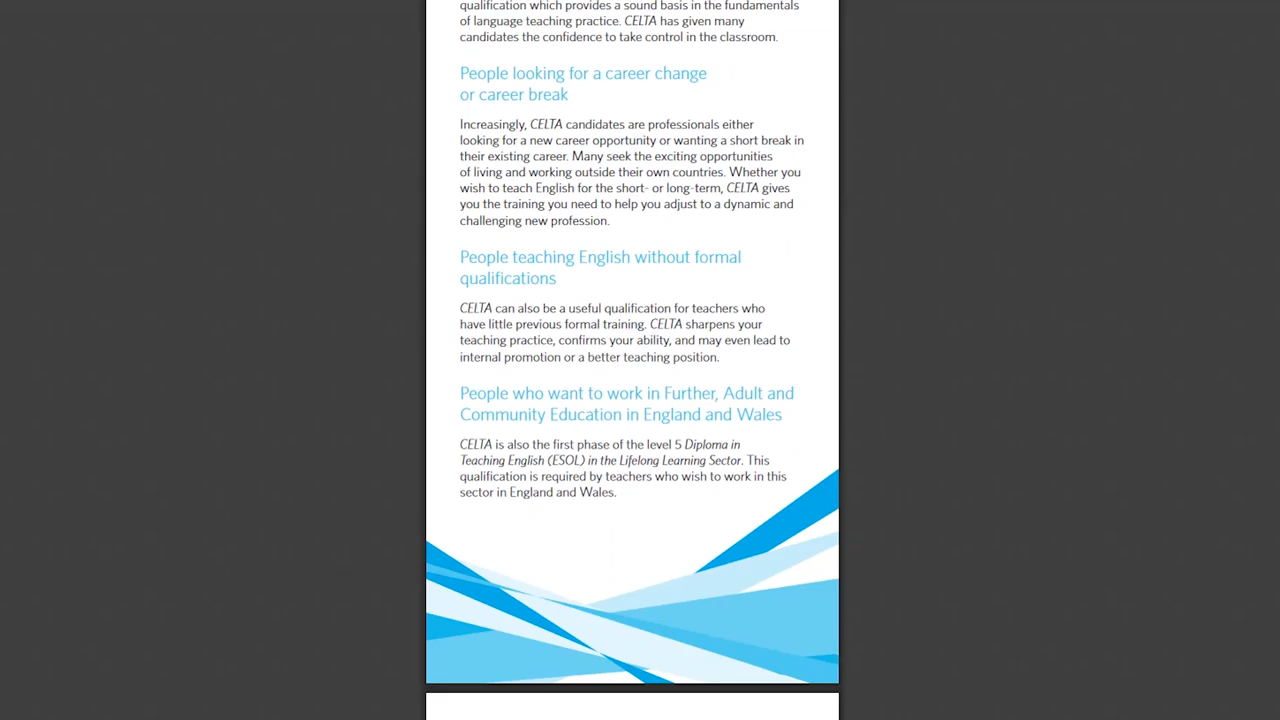 qualification which provides a sound basis in the fundamentals
of language teaching practice. CELTA has given many
candidates the confidence to take control in the classroom.
People looking for a career change
or career break
Increasingly, CELTA candidates are professionals either
looking for a new career opportunity or wanting a short break in
their existing career. Many seek the exciting opportunities
of living and working outside their own countries. Whether you
wish to teach English for the short- or long-term, CELTA gives
you the training you need to help you adjust to a dynamic and
challenging new profession.
People teaching English without formal
qualifications
CELTA can also be a useful qualification for teachers who
have little previous formal training. CELTA sharpens your
teaching practice, confirms your ability, and may even lead to
internal promotion or a better teaching position.
People who want to work in Further, Adult and
Community Education in England and Wales
CELTA is also the first phase of the level 5 Diploma in
Teaching English (ESOL) in the Lifelong Learning Sector. This
qualification is required by teachers who wish to work in this
sector in England and Wales.